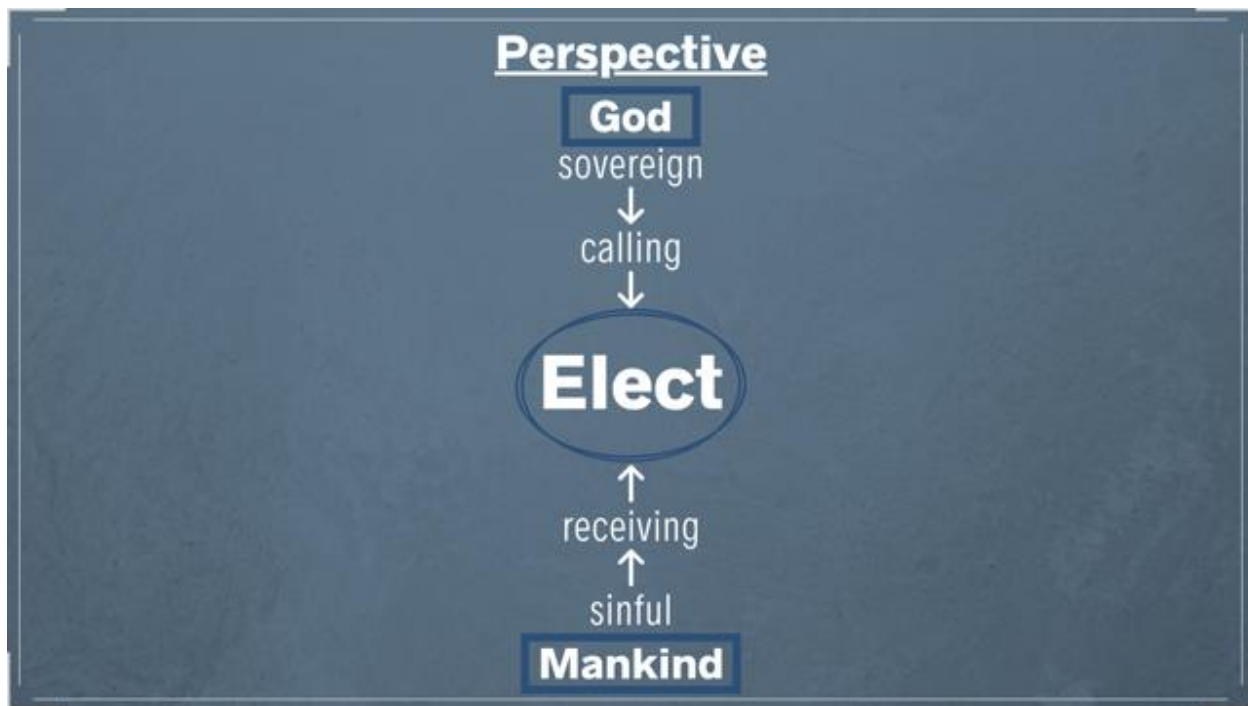 Perspective
God
sovereign
calling
Elect
receiving
sinful
Mankind